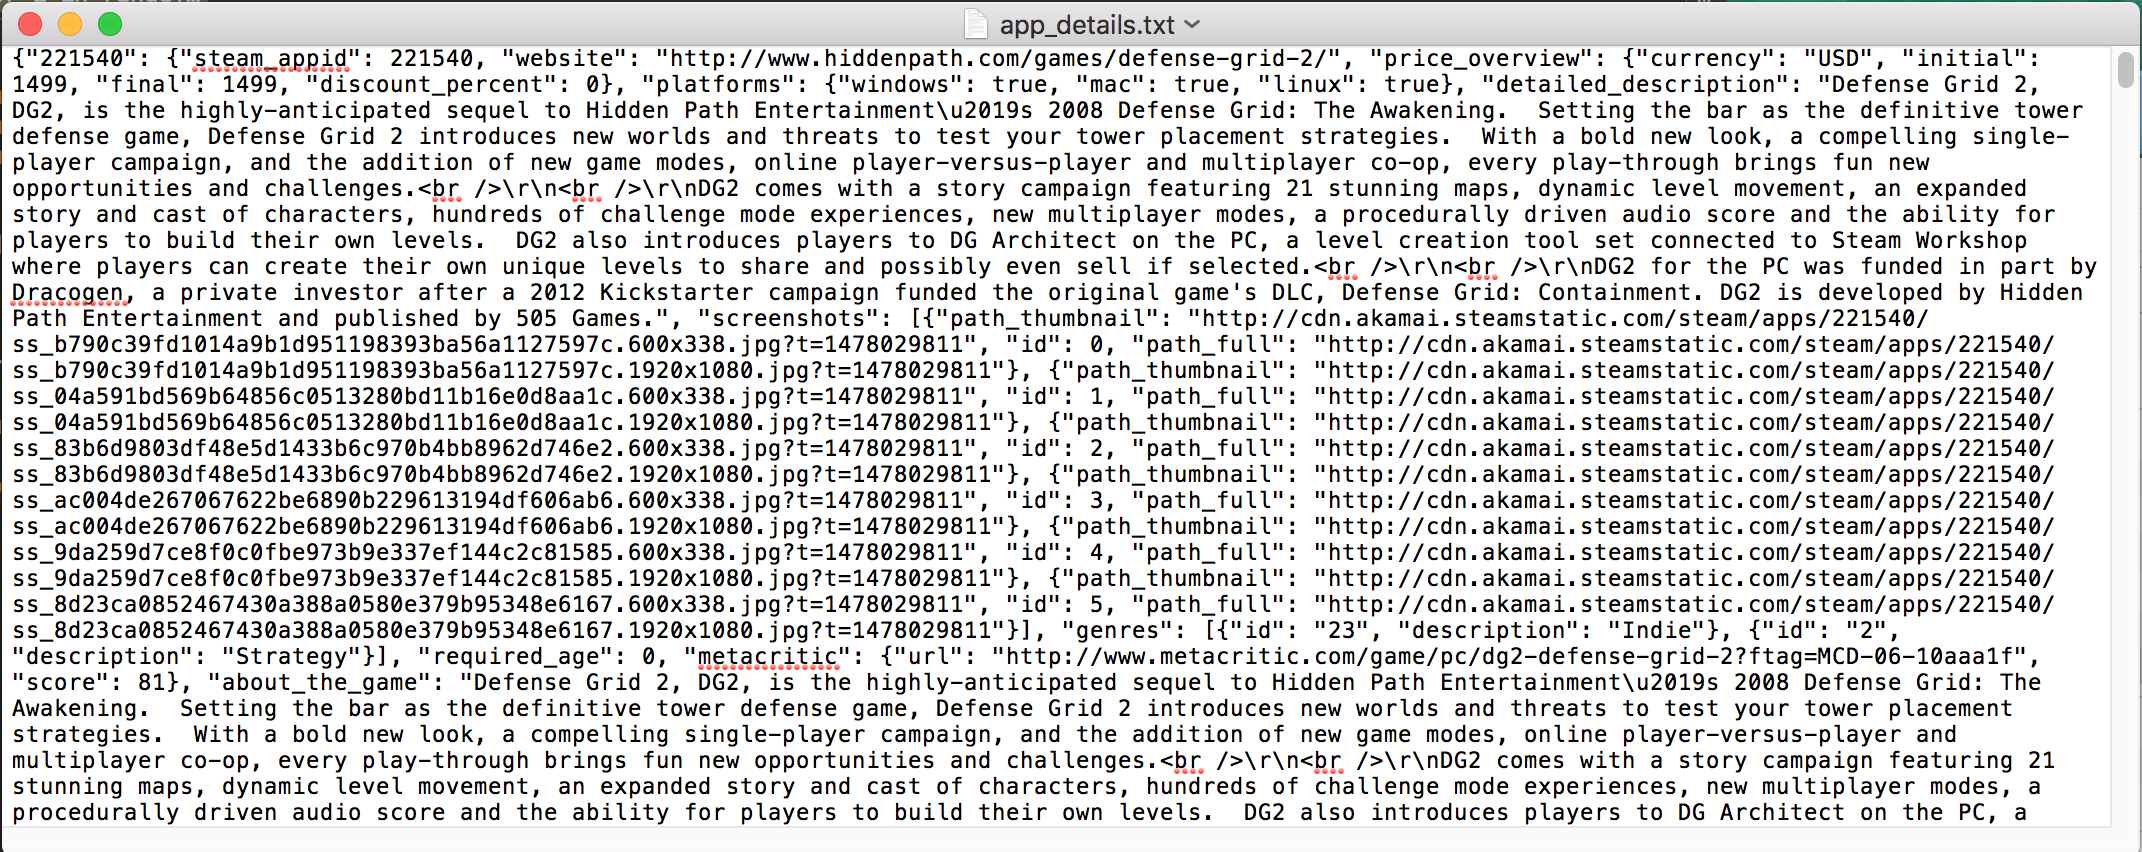 app_details.txt
{"221540": {"steam_appid": 221540, "website": "http://www.hiddenpath.com/games/defense-grid-2/", "price_overview": {"currency": "USD", "initial":
1499, "final": 1499, "discount_percent": 0}, "platforms": {"windows": true, "mac": true, "linux": true}, "detailed_description": "Defense Grid 2,
DG2, is the highly-anticipated sequel to Hidden Path Entertainment\u2019s 2008 Defense Grid: The Awakening.  Setting the bar as the definitive tower
defense game, Defense Grid 2 introduces new worlds and threats to test your tower placement strategies.  With a bold new look, a compelling single-
player campaign, and the addition of new game modes, online player-versus-player and multiplayer co-op, every play-through brings fun new
opportunities and challenges.<br />\r\n<br />\r\nDG2 comes with a story campaign featuring 21 stunning maps, dynamic level movement, an expanded
story and cast of characters, hundreds of challenge mode experiences, new multiplayer modes, a procedurally driven audio score and the ability for
players to build their own levels.  DG2 also introduces players to DG Architect on the PC, a level creation tool set connected to Steam Workshop
where players can create their own unique levels to share and possibly even sell if selected.<br />\r\n<br />\r\nDG2 for the PC was funded in part by
Dracogen, a private investor after a 2012 Kickstarter campaign funded the original game's DLC, Defense Grid: Containment. DG2 is developed by Hidden
Path Entertainment and published by 505 Games.", "screenshots": [{"path_thumbnail": "http://cdn.akamai.steamstatic.com/steam/apps/221540/
ss_b790c39fd1014a9b1d951198393ba56a1127597c.600x338.jpg?t=1478029811", "id": 0, "path_full": "http://cdn.akamai.steamstatic.com/steam/apps/221540/
ss_b790c39fd1014a9b1d951198393ba56a1127597c.1920x1080.jpg?t=1478029811"}, {"path_thumbnail": "http://cdn.akamai.steamstatic.com/steam/apps/221540/
ss_04a591bd569b64856c0513280bd11b16e0d8aa1c.600x338.jpg?t=1478029811", "id": 1, "path_full": "http://cdn.akamai.steamstatic.com/steam/apps/221540/
ss_04a591bd569b64856c0513280bd11b16e0d8aa1c.1920x1080.jpg?t=1478029811"}, {"path_thumbnail": "http://cdn.akamai.steamstatic.com/steam/apps/221540/
ss_83b6d9803df48e5d1433b6c970b4bb8962d746e2.600x338.jpg?t=1478029811", "id": 2, "path_full": "http://cdn.akamai.steamstatic.com/steam/apps/221540/
ss_83b6d9803df48e5d1433b6c970b4bb8962d746e2.1920x1080.jpg?t=1478029811"}, {"path_thumbnail": "http://cdn.akamai.steamstatic.com/steam/apps/221540/
ss_ac004de267067622be6890b229613194df606ab6.600x338.jpg?t=1478029811", "id": 3, "path_full": "http://cdn.akamai.steamstatic.com/steam/apps/221540/
ss_ac004de267067622be6890b229613194df606ab6.1920x1080.jpg?t=1478029811"}, {"path_thumbnail": "http://cdn.akamai.steamstatic.com/steam/apps/221540/
ss_9da259d7ce8f0c0fbe973b9e337ef144c2c81585.600x338.jpg?t=1478029811", "id": 4, "path_full": "http://cdn.akamai.steamstatic.com/steam/apps/221540/
ss_9da259d7ce8f0c0fbe973b9e337ef144c2c81585.1920x1080.jpg?t=1478029811"}, {"path_thumbnail": "http://cdn.akamai.steamstatic.com/steam/apps/221540/
ss_8d23ca0852467430a388a0580e379b95348e6167.600x338.jpg?t=1478029811", "id": 5, "path_full": "http://cdn.akamai.steamstatic.com/steam/apps/221540/
ss_8d23ca0852467430a388a0580e379b95348e6167.1920x1080.jpg?t=1478029811"}], "genres": [{"id": "23", "description": "Indie"}, {"id": "2",
"description": "Strategy"}], "required_age": 0, "metacritic": {"url": "http://www.metacritic.com/game/pc/dg2-defense-grid-2?ftag=MCD-06-10aaa1f",
"score": 81}, "about_the_game": "Defense Grid 2, DG2, is the highly-anticipated sequel to Hidden Path Entertainment\u2019s 2008 Defense Grid: The
Awakening.  Setting the bar as the definitive tower defense game, Defense Grid 2 introduces new worlds and threats to test your tower placement
strategies.  With a bold new look, a compelling single-player campaign, and the addition of new game modes, online player-versus-player and
multiplayer co-op, every play-through brings fun new opportunities and challenges.<br />\r\n<br />\r\nDG2 comes with a story campaign featuring 21
stunning maps, dynamic level movement, an expanded story and cast of characters, hundreds of challenge mode experiences, new multiplayer modes, a
procedurally driven audio score and the ability for players to build their own levels.  DG2 also introduces players to DG Architect on the PC, a